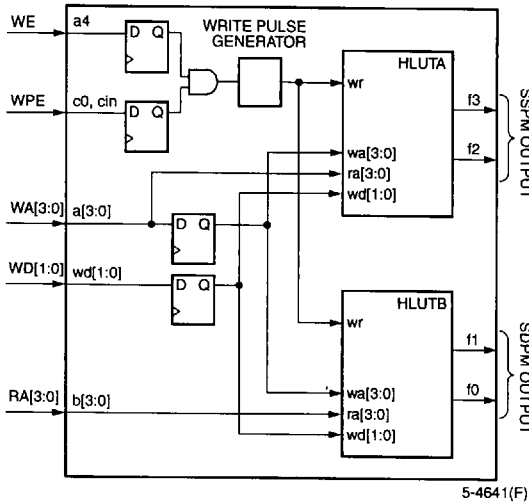 WE
a4
D Q
WRITE PULSE
GENERATOR
HLUTA
wr
f3
f2
SSPM OUTPUT
WPE
c0, cin
D Q
wa[3:0]
ra[3:0]
wd[1:0]
WA[3:0]
a[3:0]
D Q
WD[1:0]
wd[1:0]
D Q
HLUTB
wr
f1
f0
SDPM OUTPUT
wa[3:0]
RA[3:0]
b[3:0]
ra[3:0]
wd[1:0]
5-4641(F)